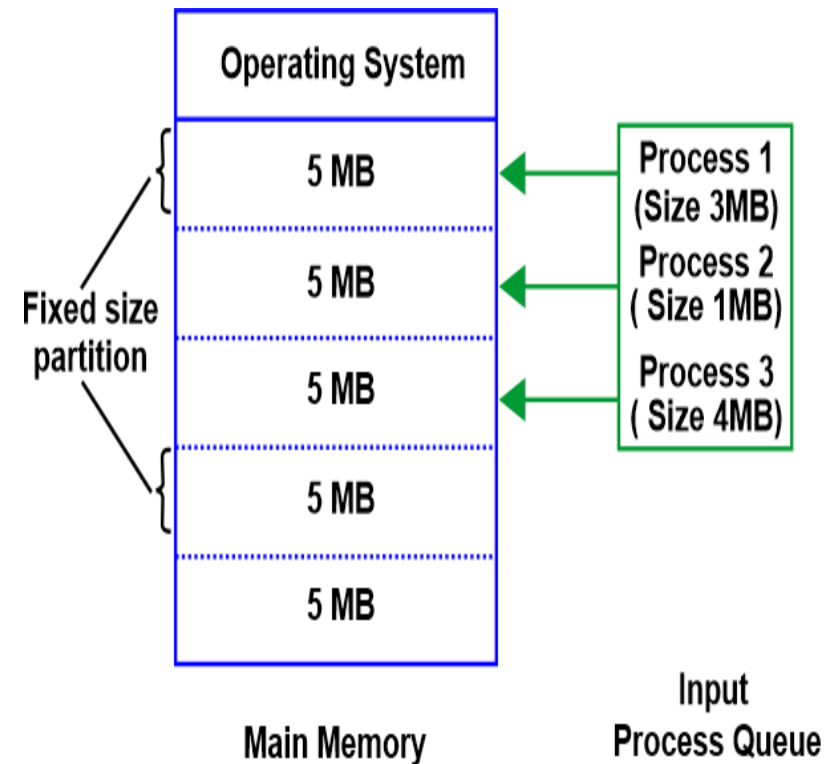 Operating System
5 MB
5 MB
5 MB
5 MB
5 MB
Fixed size
partition
Process 1
(Size 3MB)
Process 2
( Size 1MB)
Process 3
( Size 4MB)
Main Memory
Input
Process Queue